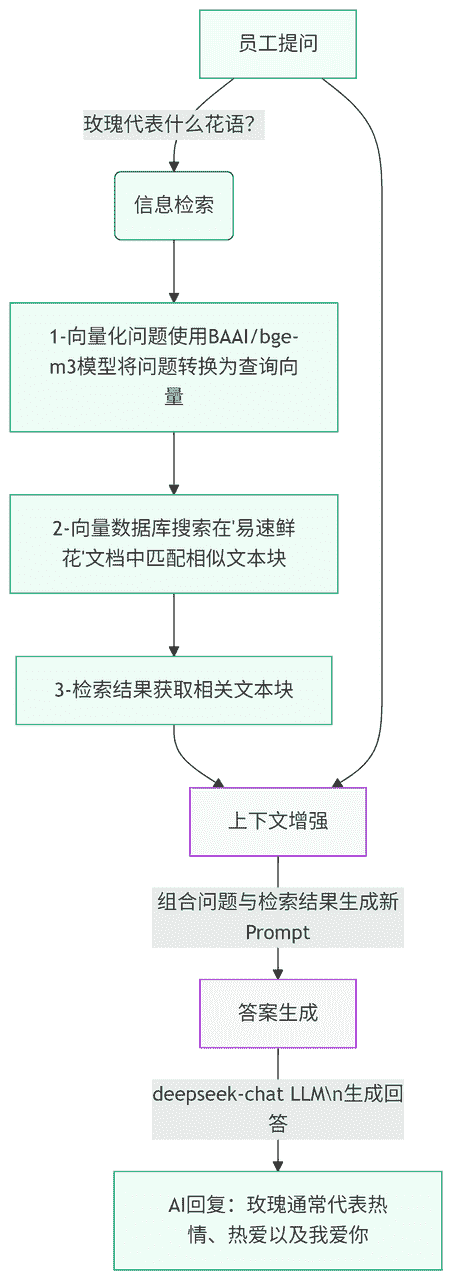 员工提问
玫瑰代表什么花语？
信息检索
1-向量化问题使用BAAI/bge-
m3模型将问题转换为查询向
量
2-向量数据库搜索在'易速鲜
花'文档中匹配相似文本块
3-检索结果获取相关文本块
上下文增强
组合问题与检索结果生成新
Prompt
答案生成
deepseek-chat LLM\n生成回
答
AI回复：玫瑰通常代表热
情、热爱以及我爱你